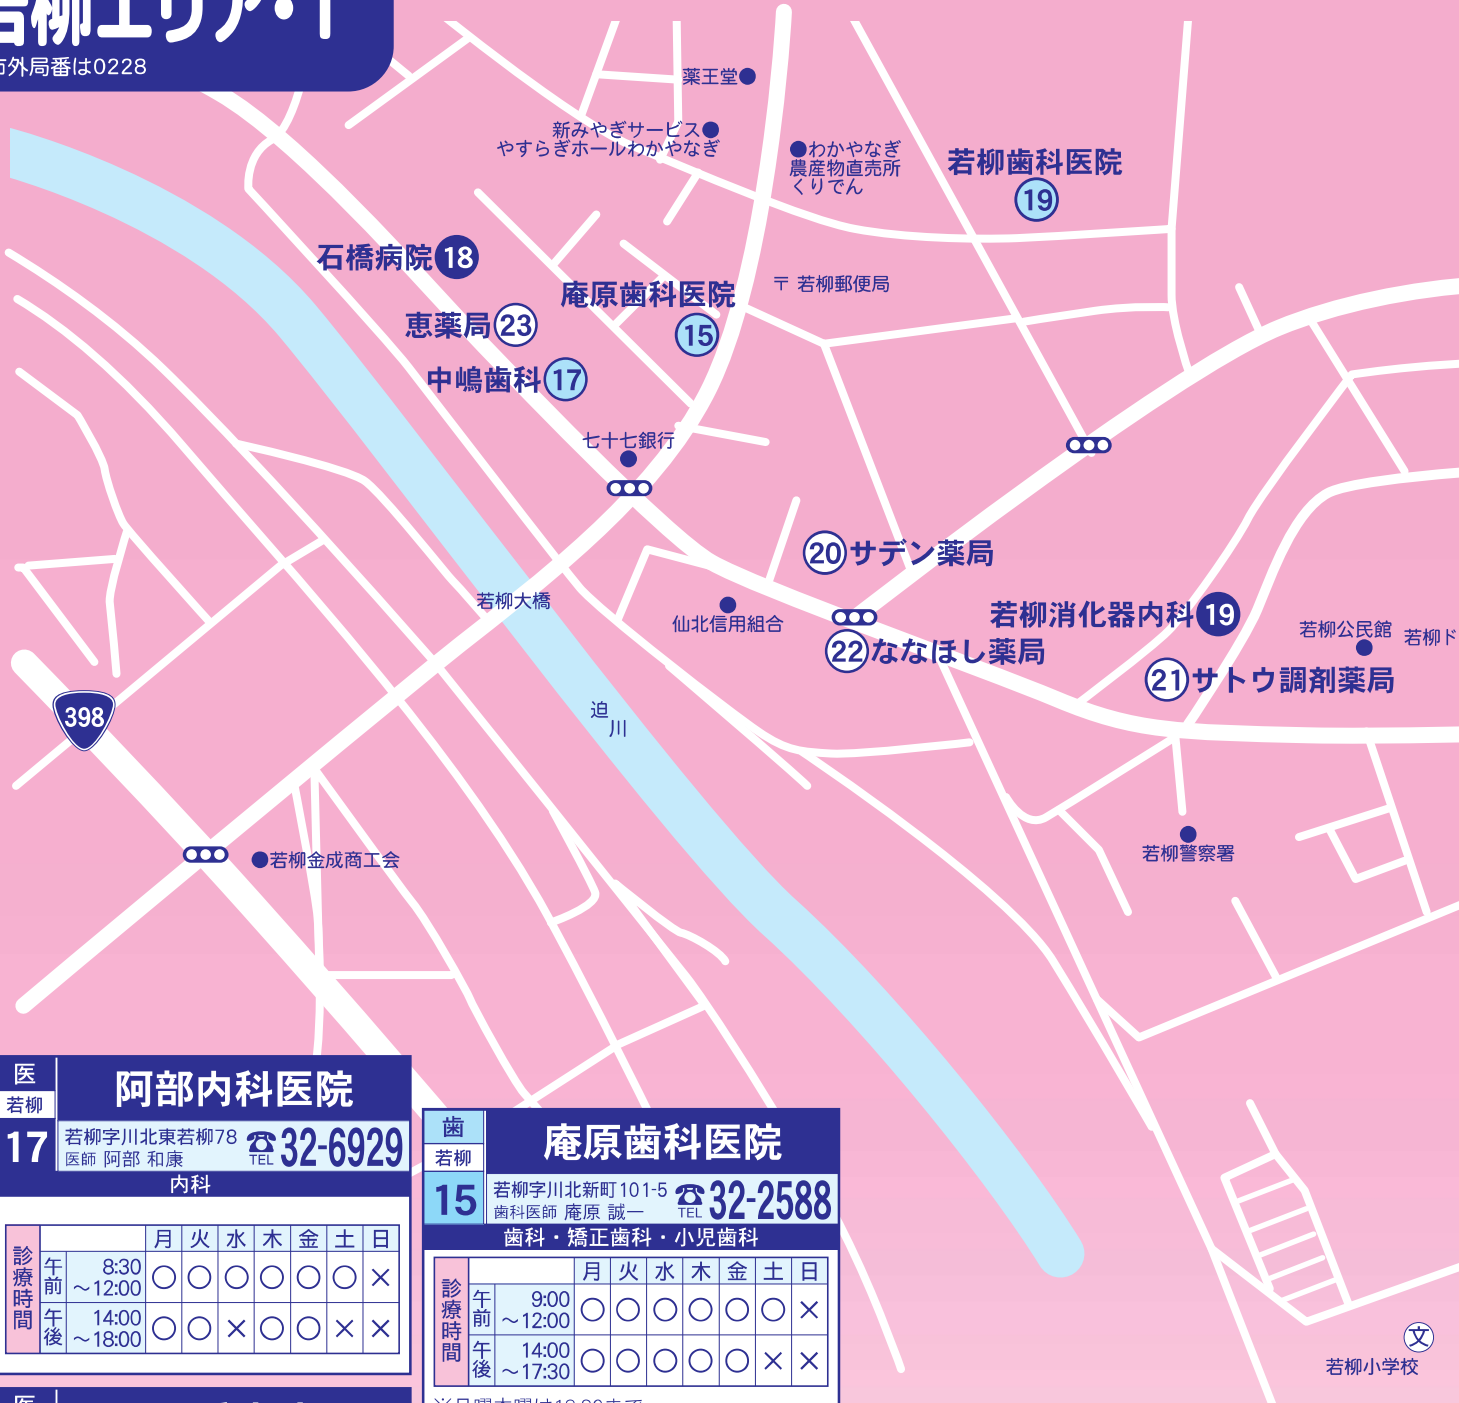 若柳エリア・1
市外局番は0228
薬王堂
新みやぎサービス
やすらぎホールわかやなぎ
わかやなぎ
農産物直売所
くりでん
若柳歯科医院
19
石橋病院 18
庵原歯科医院
15
〒 若柳郵便局
恵薬局 23
中嶋歯科 17
七十七銀行
20 サデン薬局
若柳大橋
仙北信用組合
若柳消化器内科 19
22 ななほし薬局
若柳公民館
若柳ド
21 サトウ調剤薬局
迫
川
398
若柳金成商工会
若柳警察署
文
若柳小学校
医
若柳
17
阿部内科医院
若柳字川北東若柳78
医師 阿部 和康
TEL 32-6929
内科
診療時間
月 火 水 木 金 土 日
午前 8:30~12:00 ○ ○ ○ ○ ○ ○ ×
午後 14:00~18:00 ○ ○ × ○ ○ × ×
医
歯
若柳
15
庵原歯科医院
若柳字川北新町101-5
歯科医師 庵原 誠一
TEL 32-2588
歯科・矯正歯科・小児歯科
診療時間
月 火 水 木 金 土 日
午前 9:00~12:00 ○ ○ ○ ○ ○ ○ ×
午後 14:00~17:30 ○ ○ ○ ○ ○ × ×